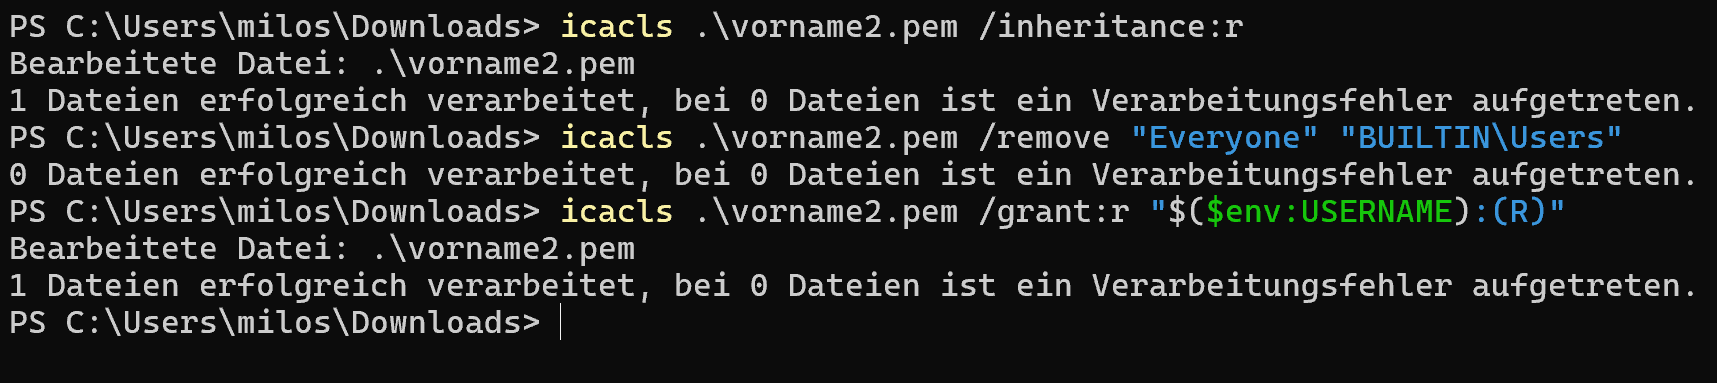 PS C:\Users\milos\Downloads> icacls .\vorname2.pem /inheritance:r
Bearbeitete Datei: .\vorname2.pem
1 Dateien erfolgreich verarbeitet, bei 0 Dateien ist ein Verarbeitungsfehler aufgetreten.
PS C:\Users\milos\Downloads> icacls .\vorname2.pem /remove "Everyone" "BUILTIN\Users"
0 Dateien erfolgreich verarbeitet, bei 0 Dateien ist ein Verarbeitungsfehler aufgetreten.
PS C:\Users\milos\Downloads> icacls .\vorname2.pem /grant:r "$($env:USERNAME):(R)"
Bearbeitete Datei: .\vorname2.pem
1 Dateien erfolgreich verarbeitet, bei 0 Dateien ist ein Verarbeitungsfehler aufgetreten.
PS C:\Users\milos\Downloads>